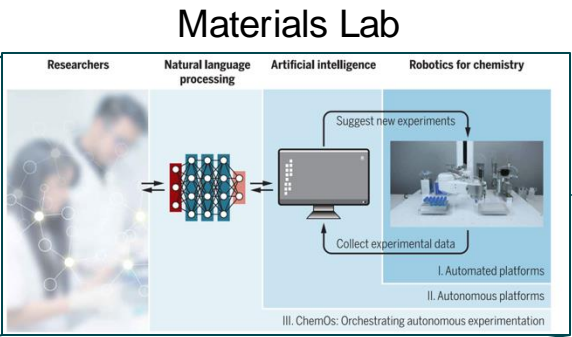 Materials Lab
Researchers
Natural language
processing
Artificial intelligence
Robotics for chemistry
Suggest new experiments
Collect experimental data
I. Automated platforms
II. Autonomous platforms
III. ChemOs: Orchestrating autonomous experimentation